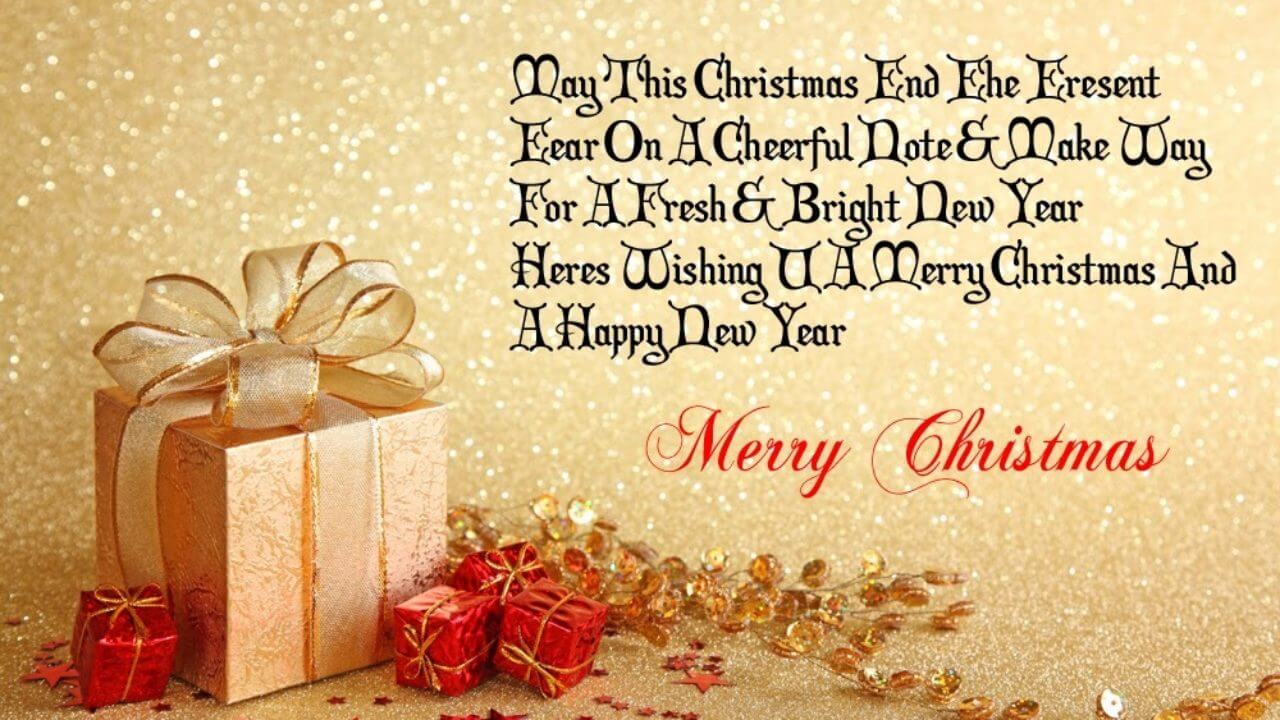 May This Christmas End Ehe Eresent
Eear On A Cheerful Note & Make Way
For A Fresh & Bright New Year
Heres Wishing U A Merry Christmas And
A Happy New Year
Merry Christmas